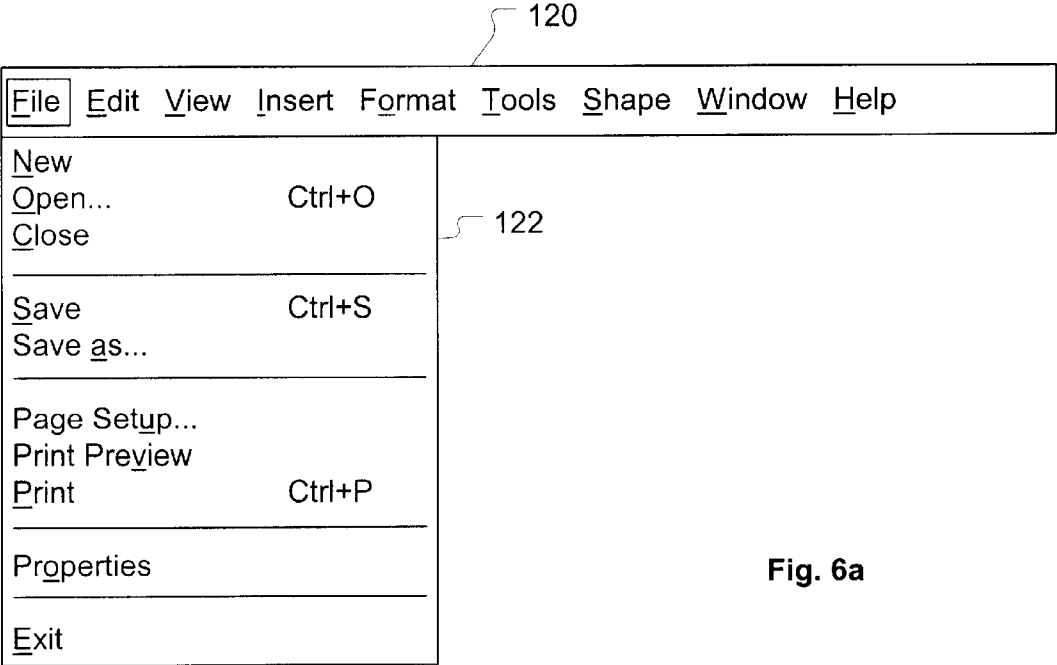 120
File Edit View Insert Format Tools Shape Window Help
New
Open... Ctrl+O
Close
122
Save Ctrl+S
Save as...
Page Setup...
Print Preview
Print Ctrl+P
Properties
Fig. 6a
Exit